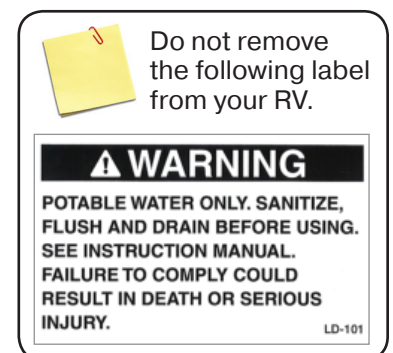 Do not remove
the following label
from your RV.
⚠ WARNING
POTABLE WATER ONLY. SANITIZE,
FLUSH AND DRAIN BEFORE USING.
SEE INSTRUCTION MANUAL.
FAILURE TO COMPLY COULD
RESULT IN DEATH OR SERIOUS
INJURY.
LD-101